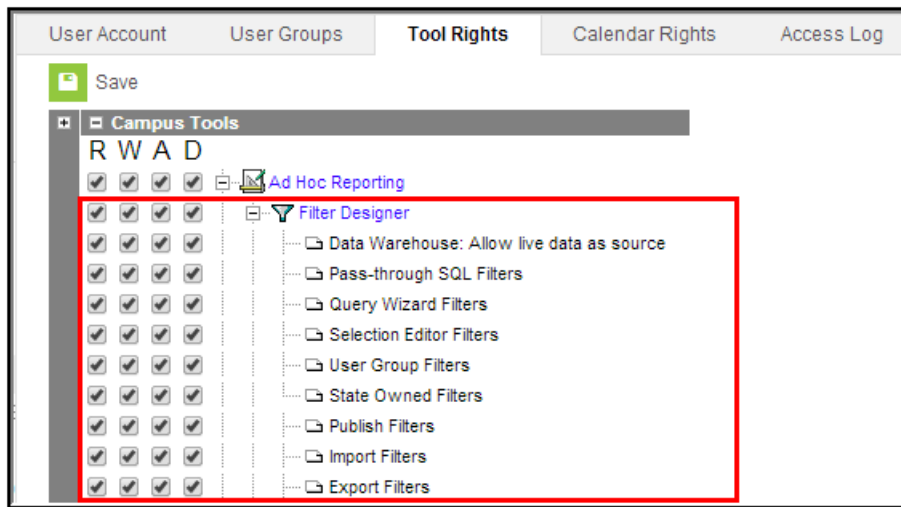 User Account User Groups Tool Rights Calendar Rights Access Log
Save
Campus Tools
R W A D
Ad Hoc Reporting
Filter Designer
Data Warehouse: Allow live data as source
Pass-through SQL Filters
Query Wizard Filters
Selection Editor Filters
User Group Filters
State Owned Filters
Publish Filters
Import Filters
Export Filters